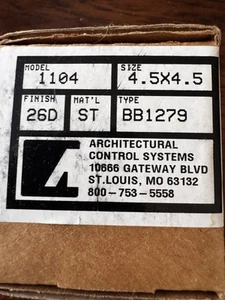 MODEL SIZE
1104 4.5X4.5
FINISH MAT'L TYPE
26D ST BB1279
ARCHITECTURAL
CONTROL SYSTEMS
10666 GATEWAY BLVD
ST.LOUIS, MO 63132
800-753-5558